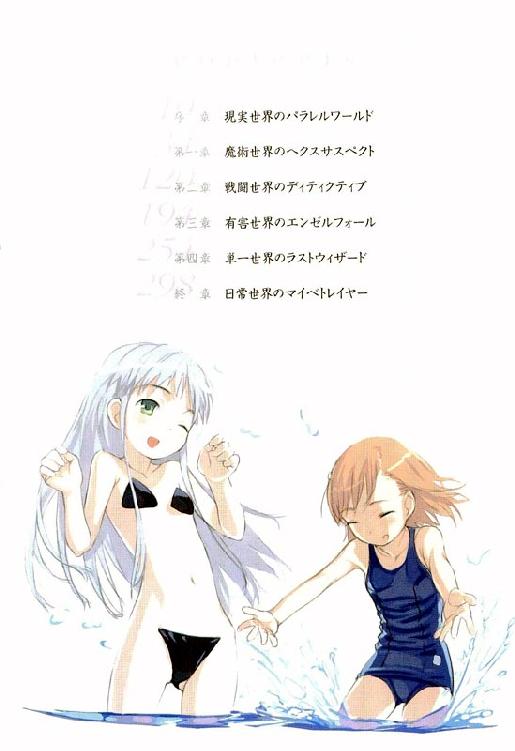 序章 現実世界のパラレルワールド
第一章 魔術世界のヘクスサスペクト
120 第二章 戦闘世界のディティクティブ
194 第三章 有害世界のエンゼルフォール
第四章 単一世界のラストウィザード
298 終章 日常世界のマイベトレイヤー